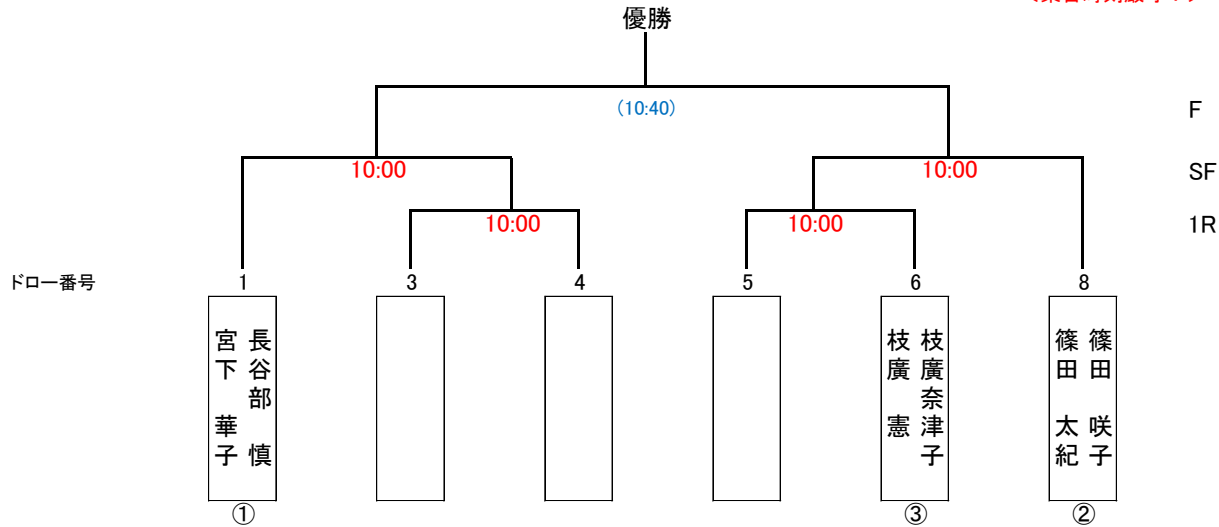 優勝
(10:40)
F
10:00
10:00
SF
10:00
10:00
1R
ドロー番号
1
3
4
5
6
8
長谷部 慎
宮下 華子
枝廣奈津子
枝廣 憲
篠田 咲子
篠田 太紀
①
③
②